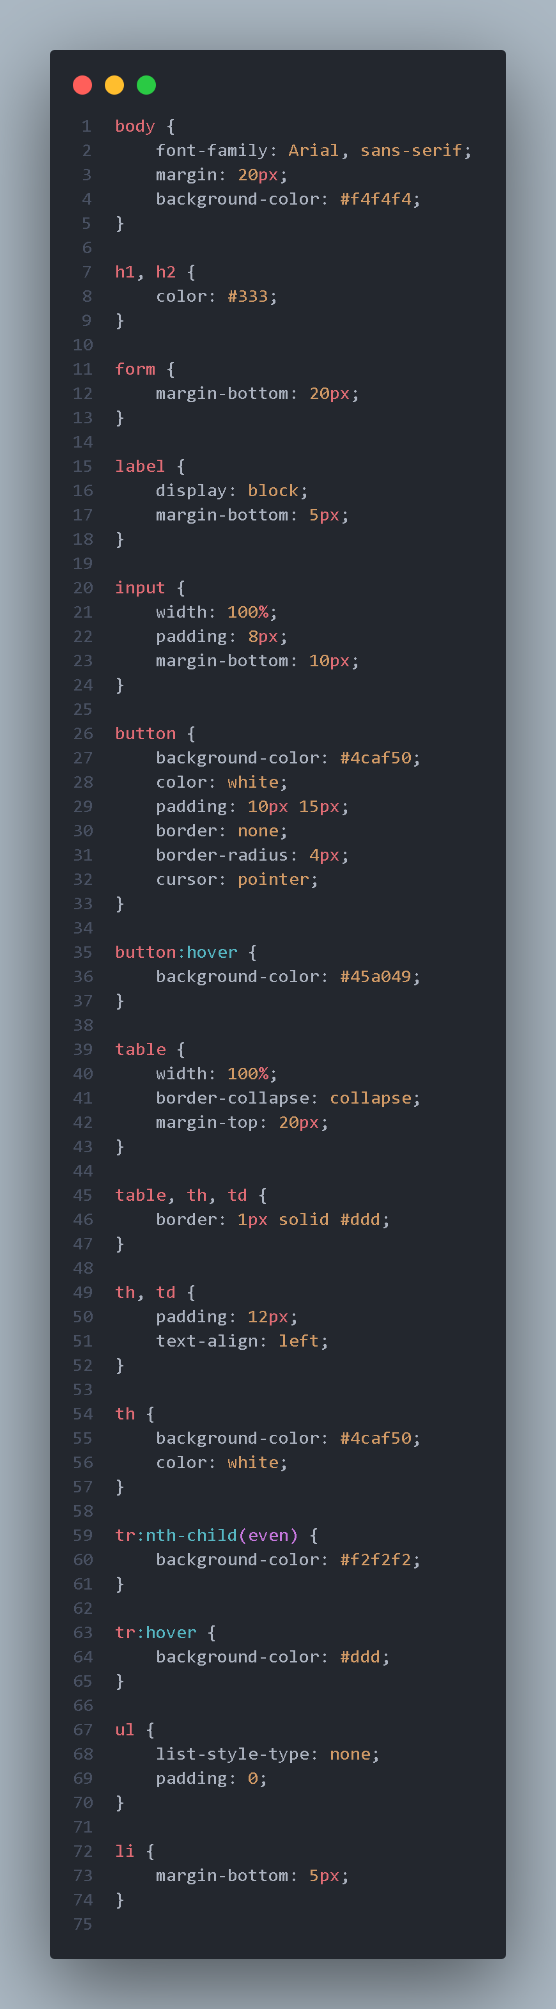 1 body {
2     font-family: Arial, sans-serif;
3     margin: 20px;
4     background-color: #f4f4f4;
5 }
6
7 h1, h2 {
8     color: #333;
9 }
10
11 form {
12     margin-bottom: 20px;
13 }
14
15 label {
16     display: block;
17     margin-bottom: 5px;
18 }
19
20 input {
21     width: 100%;
22     padding: 8px;
23     margin-bottom: 10px;
24 }
25
26 button {
27     background-color: #4caf50;
28     color: white;
29     padding: 10px 15px;
30     border: none;
31     border-radius: 4px;
32     cursor: pointer;
33 }
34
35 button:hover {
36     background-color: #45a049;
37 }
38
39 table {
40     width: 100%;
41     border-collapse: collapse;
42     margin-top: 20px;
43 }
44
45 table, th, td {
46     border: 1px solid #ddd;
47 }
48
49 th, td {
50     padding: 12px;
51     text-align: left;
52 }
53
54 th {
55     background-color: #4caf50;
56     color: white;
57 }
58
59 tr:nth-child(even) {
60     background-color: #f2f2f2;
61 }
62
63 tr:hover {
64     background-color: #ddd;
65 }
66
67 ul {
68     list-style-type: none;
69     padding: 0;
70 }
71
72 li {
73     margin-bottom: 5px;
74 }
75